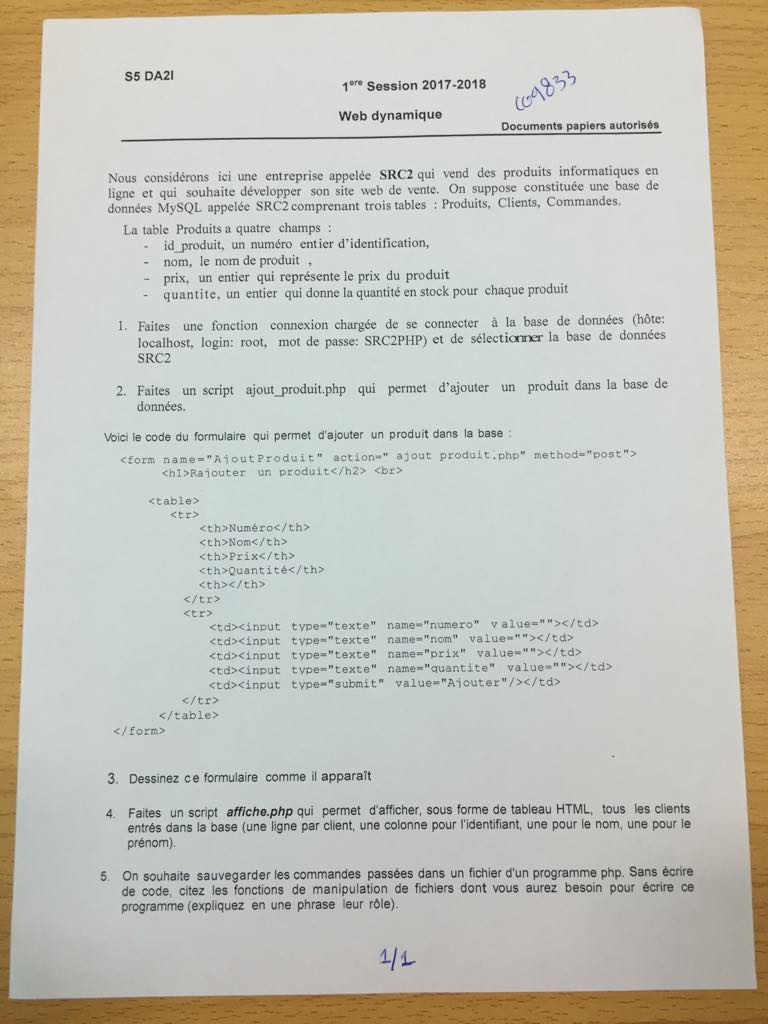 S5 DA2I
1ere Session 2017-2018
109833
Web dynamique
Documents papiers autorisés
Nous considérons ici une entreprise appelée SRC2 qui vend des produits informatiques en
ligne et qui souhaite développer son site web de vente. On suppose constituée une base de
données MySQL appelée SRC2 comprenant trois tables : Produits, Clients, Commandes.
La table Produits a quatre champs :
- id_produit, un numéro entier d'identification,
- nom, le nom de produit ,
- prix, un entier qui représente le prix du produit
- quantite, un entier qui donne la quantité en stock pour chaque produit
1. Faites une fonction connexion chargée de se connecter à la base de données (hôte:
localhost, login: root, mot de passe: SRC2PHP) et de sélectionner la base de données
SRC2
2. Faites un script ajout_produit.php qui permet d'ajouter un produit dans la base de
données.
Voici le code du formulaire qui permet d'ajouter un produit dans la base :
<form name="AjoutProduit" action=" ajout produit.php" method="post">
<h1>Rajouter un produit</h2> <br>
<table>
<tr>
<th>Numéro</th>
<th>Nom</th>
<th>Prix</th>
<th>Quantité</th>
<th></th>
</tr>
<tr>
<td><input type="texte" name="numero" value=""></td>
<td><input type="texte" name="nom" value=""></td>
<td><input type="texte" name="prix" value=""></td>
<td><input type="texte" name="quantite" value=""></td>
<td><input type="submit" value="Ajouter"/></td>
</tr>
</table>
</form>
3. Dessinez ce formulaire comme il apparaît
4. Faites un script affiche.php qui permet d'afficher, sous forme de tableau HTML, tous les clients
entrés dans la base (une ligne par client, une colonne pour l'identifiant, une pour le nom, une pour le
prénom).
5. On souhaite sauvegarder les commandes passées dans un fichier d'un programme php. Sans écrire
de code, citez les fonctions de manipulation de fichiers dont vous aurez besoin pour écrire ce
programme (expliquez en une phrase leur rôle).
1/1